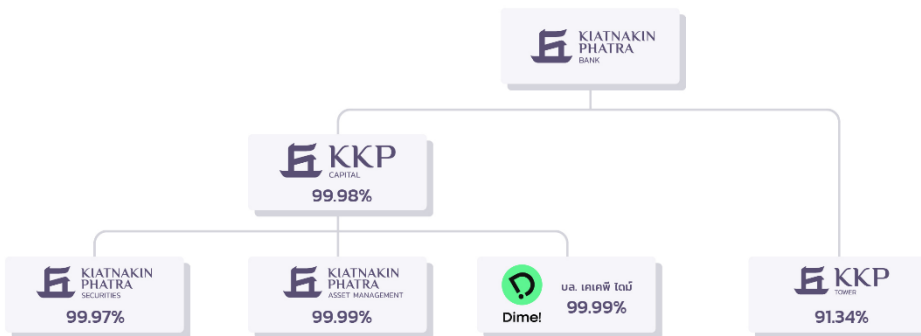 KIATNAKIN
PHATRA
BANK
KKP
CAPITAL
99.98%
KIATNAKIN
PHATRA
SECURITIES
99.97%
KIATNAKIN
PHATRA
ASSET MANAGEMENT
99.99%
Dime!
บล. เคเคพี ไดม์
99.99%
KKP
TOWER
91.34%